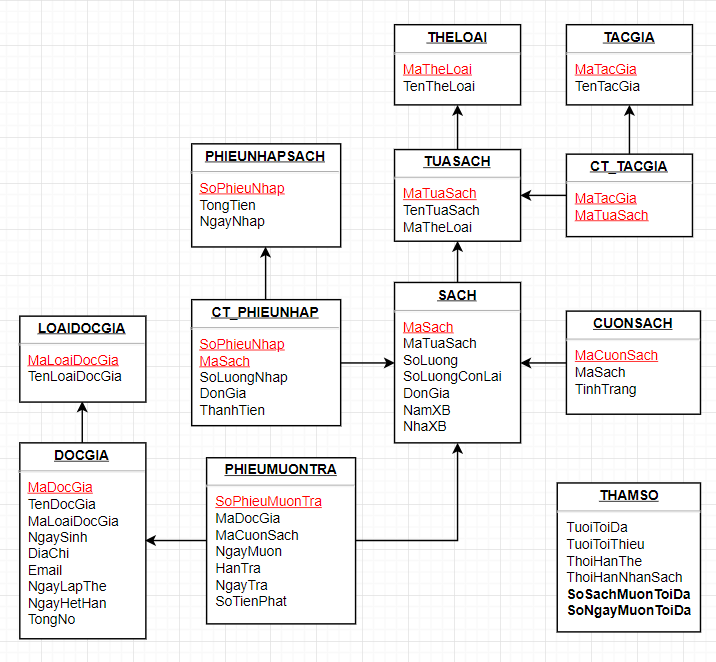 THELOAI
MaTheLoai
TenTheLoai
TACGIA
MaTacGia
TenTacGia
PHIEUNHAPSACH
SoPhieuNhap
TongTien
NgayNhap
TUASACH
MaTuaSach
TenTuaSach
MaTheLoai
CT_TACGIA
MaTacGia
MaTuaSach
LOAIDOCGIA
MaLoaiDocGia
TenLoaiDocGia
CT_PHIEUNHAP
SoPhieuNhap
MaSach
SoLuongNhap
DonGia
ThanhTien
SACH
MaSach
MaTuaSach
SoLuong
SoLuongConLai
DonGia
NamXB
NhaXB
CUONSACH
MaCuonSach
MaSach
TinhTrang
DOCGIA
MaDocGia
TenDocGia
MaLoaiDocGia
NgaySinh
DiaChi
Email
NgayLapThe
NgayHetHan
TongNo
PHIEUMUONTRA
SoPhieuMuonTra
MaDocGia
MaCuonSach
NgayMuon
HanTra
NgayTra
SoTienPhat
THAMSO
TuoiToiDa
TuoiToiThieu
ThoiHanThe
ThoiHanNhanSach
SoSachMuonToiDa
SoNgayMuonToiDa